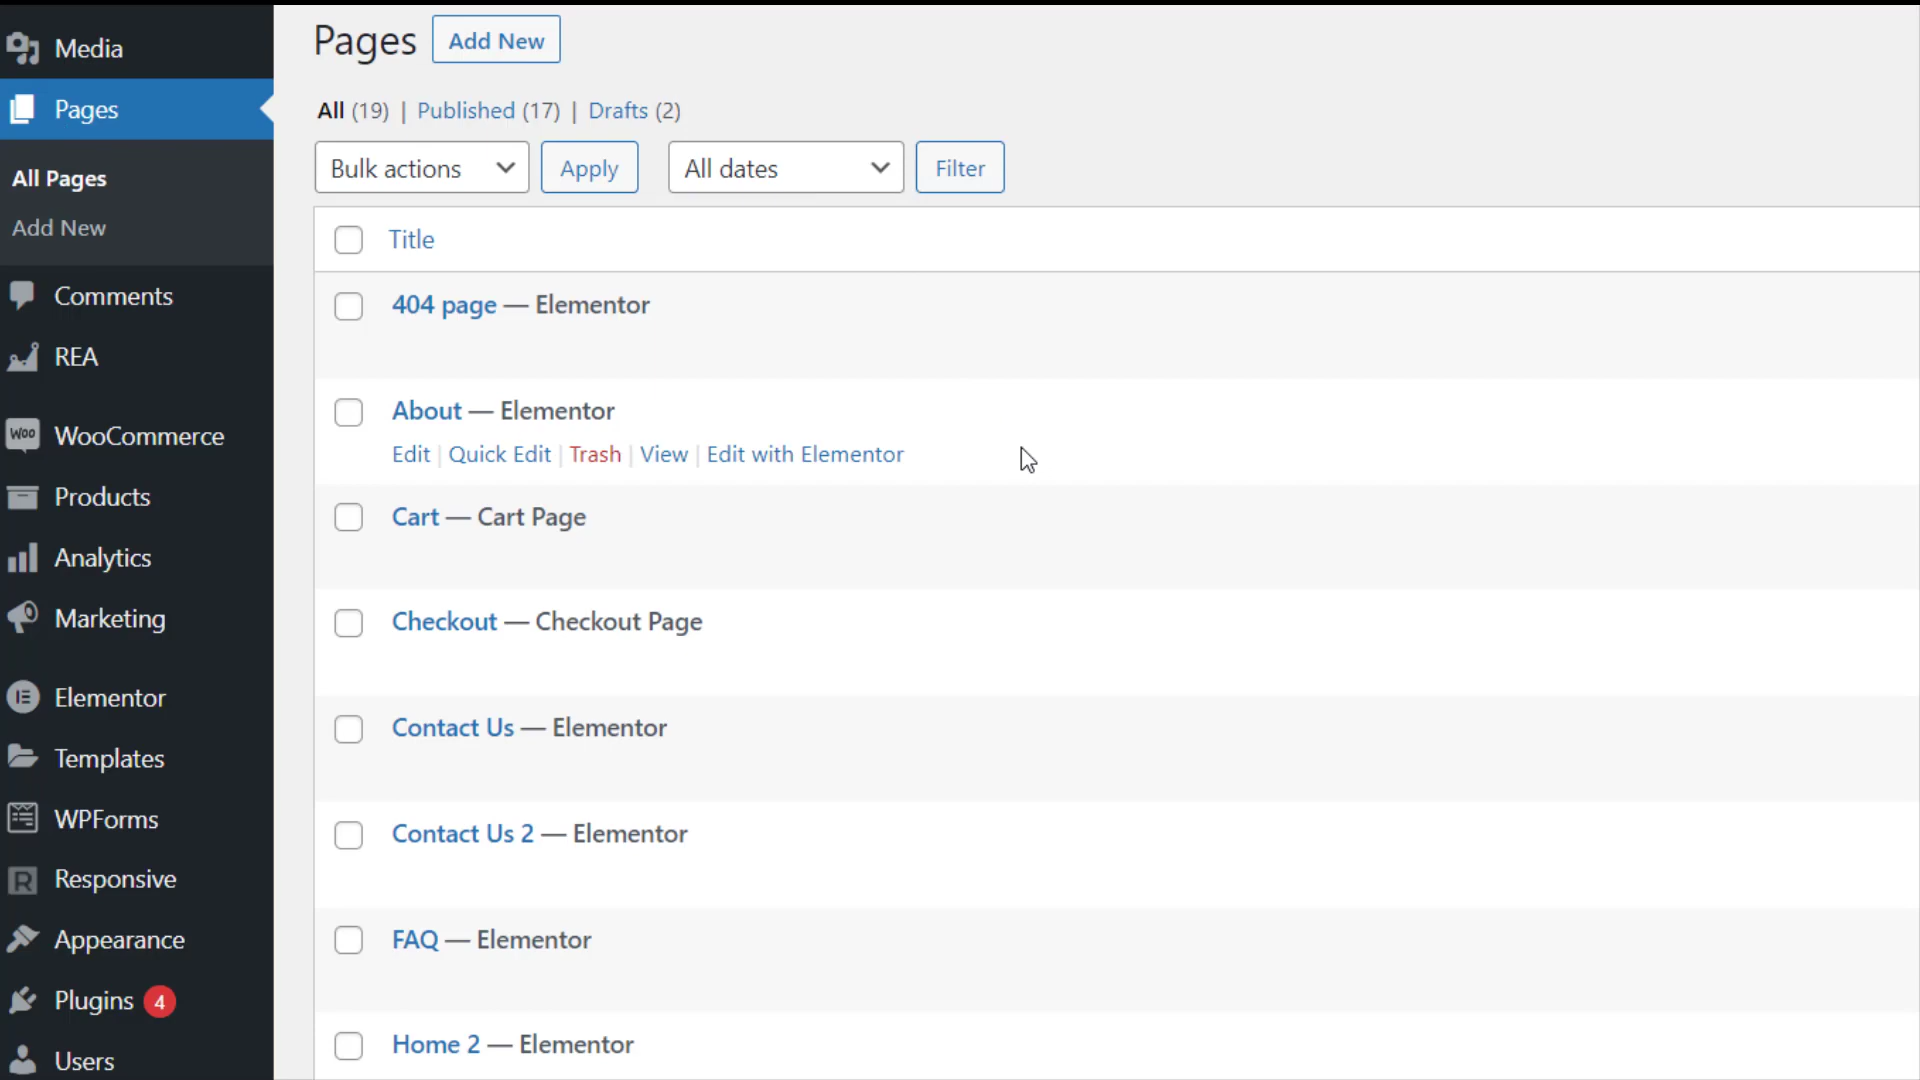 Media
Pages
All Pages
Add New
Comments
REA
Woo WooCommerce
Products
Analytics
Marketing
Elementor
Templates
WPForms
R Responsive
Appearance
Plugins 4
Users
Pages Add New
All (19) | Published (17) | Drafts (2)
Bulk actions Apply All dates Filter
Title
404 page — Elementor
About — Elementor
Edit | Quick Edit | Trash | View | Edit with Elementor
Cart — Cart Page
Checkout — Checkout Page
Contact Us — Elementor
Contact Us 2 — Elementor
FAQ — Elementor
Home 2 — Elementor